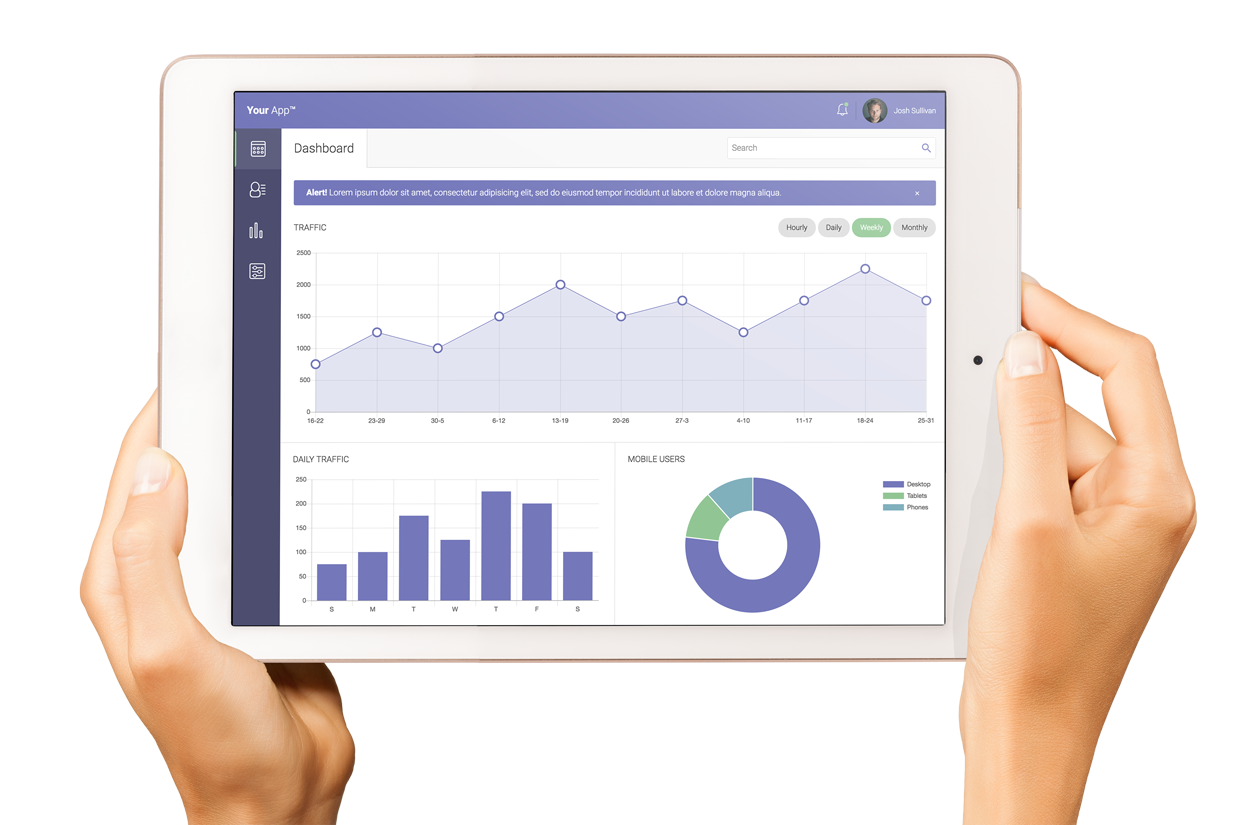 Your App™
Josh Sullivan
Dashboard
Search
Alert! Lorem ipsum dolor sit amet, consectetur adipisicing elit, sed do eiusmod tempor incididunt ut labore et dolore magna aliqua. ×
TRAFFIC
Hourly Daily Weekly Monthly
2500
2000
1500
1000
500
0
16-22 23-29 30-5 6-12 13-19 20-26 27-3 4-10 11-17 18-24 25-31
DAILY TRAFFIC
250
200
150
100
50
0
S M T W T F S
MOBILE USERS
Desktop
Tablets
Phones